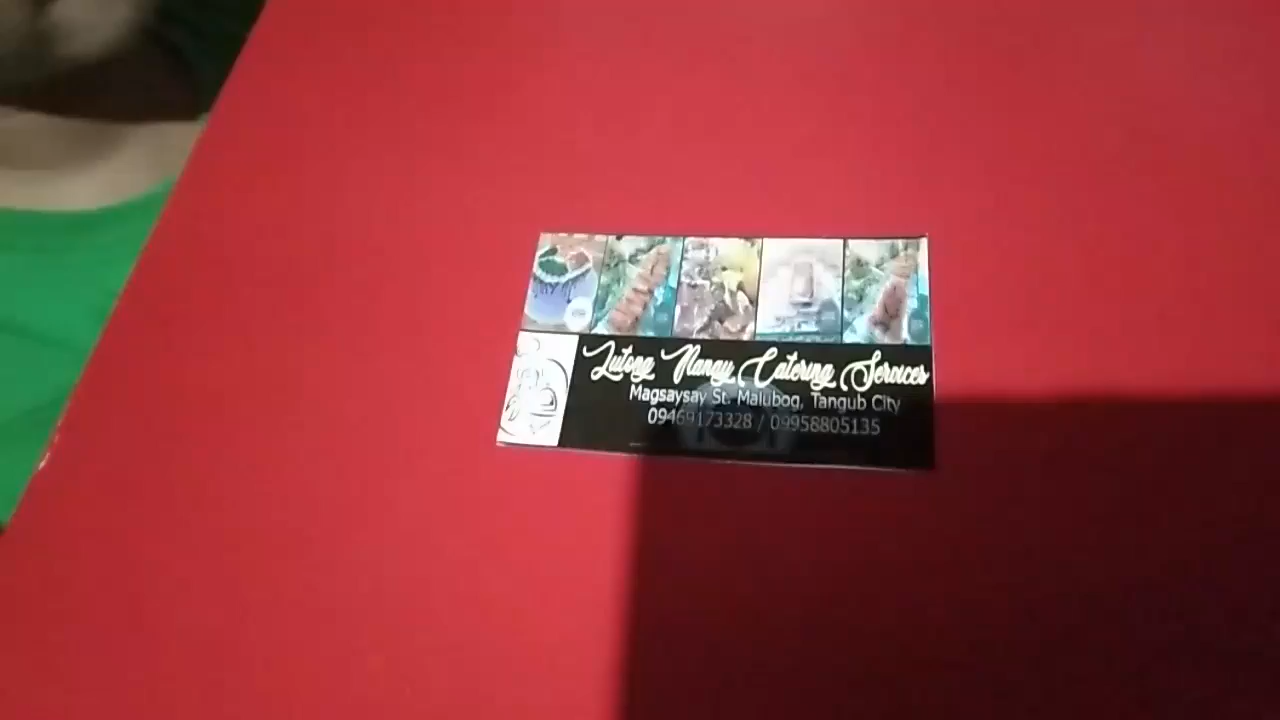 Lutong Nanay Catering Services
Magsaysay St. Malubog, Tangub City
09469173328 / 09958805135